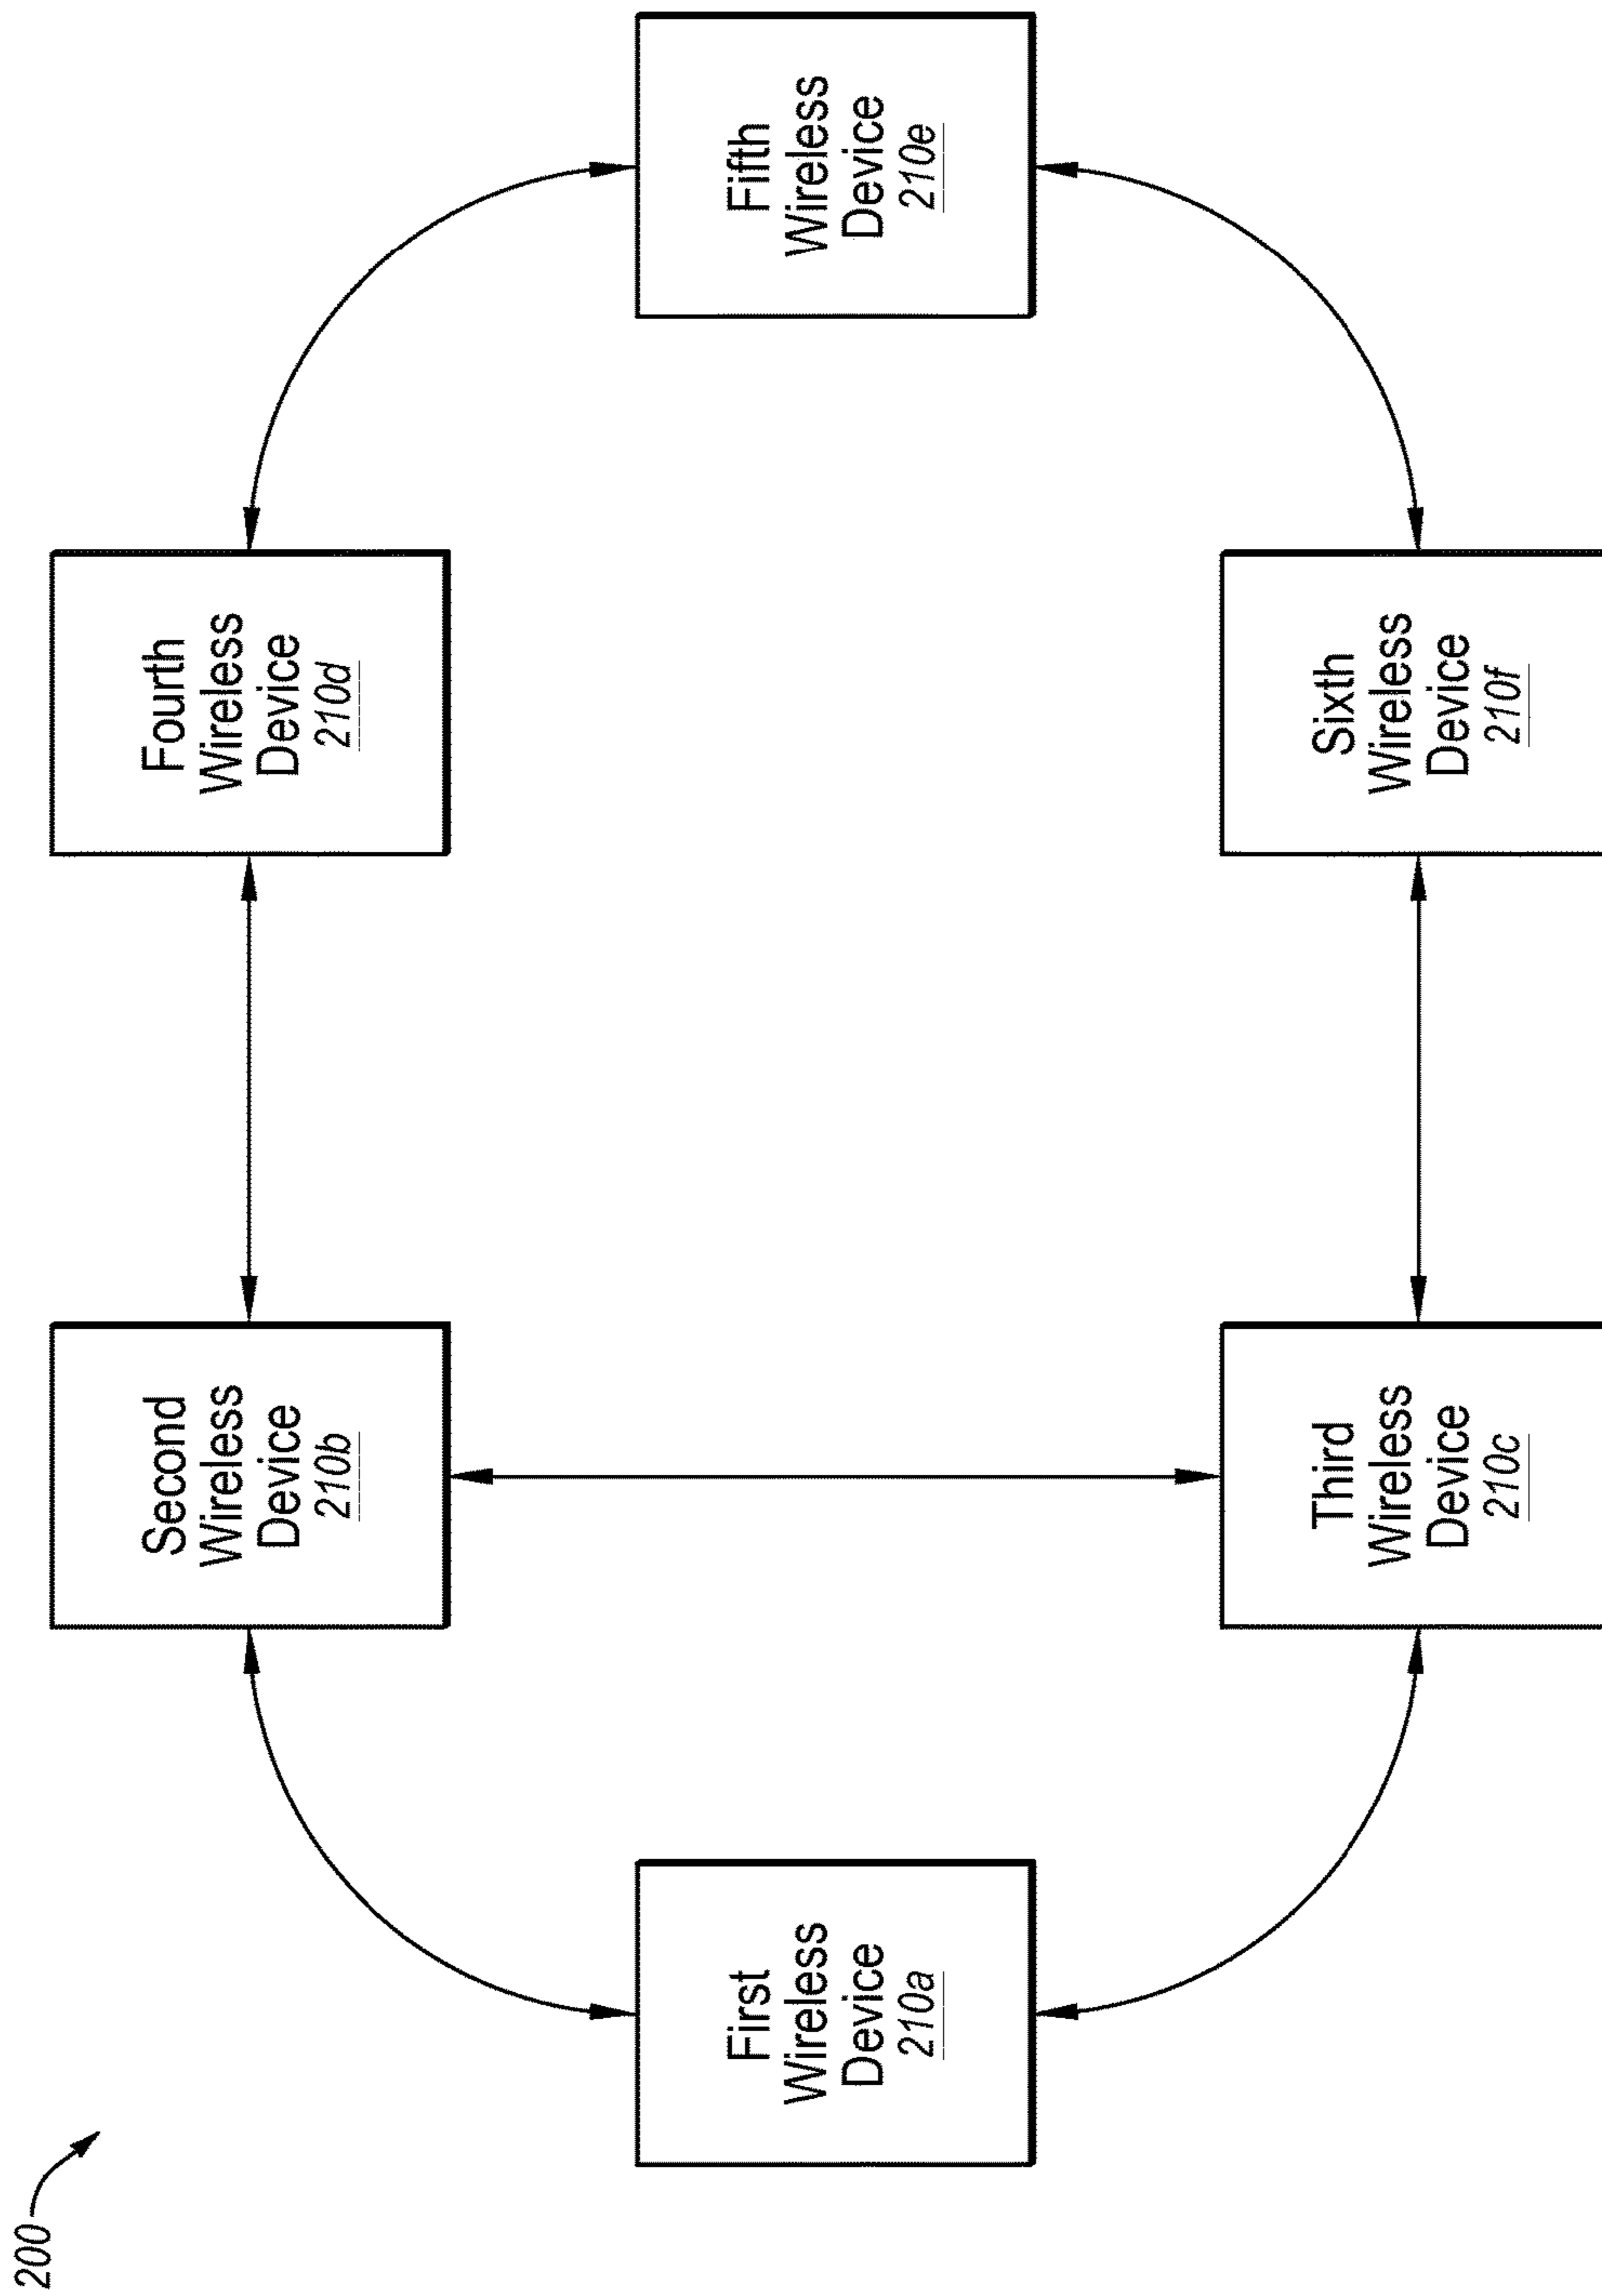 200
First
Wireless
Device
210a
Second
Wireless
Device
210b
Third
Wireless
Device
210c
Fourth
Wireless
Device
210d
Fifth
Wireless
Device
210e
Sixth
Wireless
Device
210f